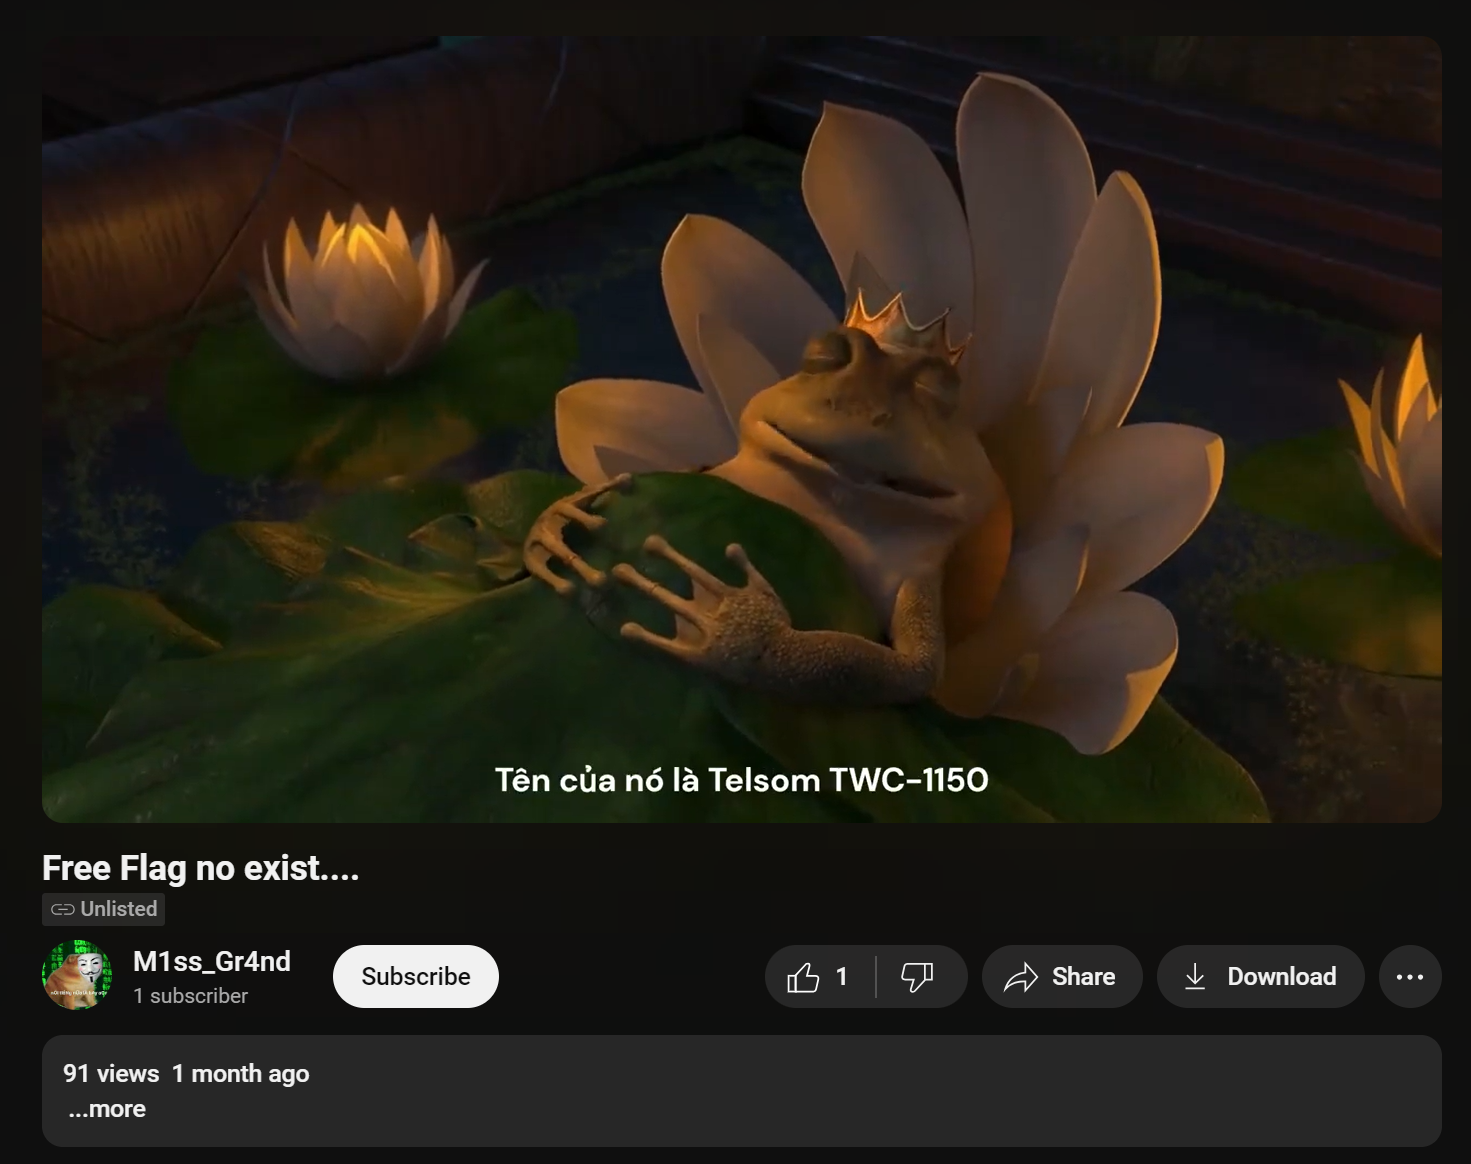 Tên của nó là Telsom TWC-1150
Free Flag no exist....
Unlisted
M1ss_Gr4nd
1 subscriber
Subscribe
1
Share
Download
91 views 1 month ago
...more